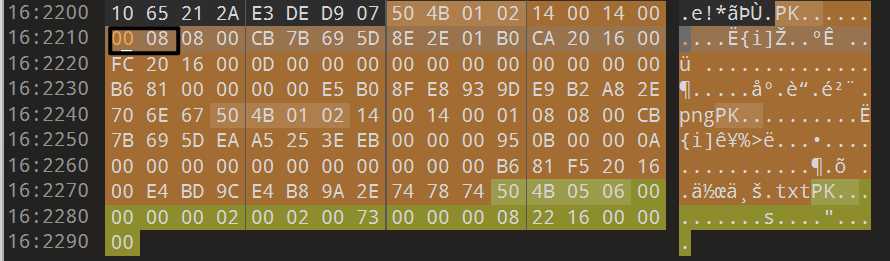 16:2200 10 65 21 2A E3 DE D9 07 50 4B 01 02 14 00 14 00 .e!*ãÞÙ.PK......
16:2210 00 08 08 00 CB 7B 69 5D 8E 2E 01 B0 CA 20 16 00 ....Ë{i]Ž..°Ê ..
16:2220 FC 20 16 00 0D 00 00 00 00 00 00 00 00 00 00 00 ü ..............
16:2230 B6 81 00 00 00 00 E5 B0 8F E8 93 9D E9 B2 A8 2E ¶.....å°.è“.é²¨.
16:2240 70 6E 67 50 4B 01 02 14 00 14 00 01 08 08 00 CB pngPK..........Ë
16:2250 7B 69 5D EA A5 25 3E EB 00 00 00 95 0B 00 00 0A {i]ê¥%>ë...•....
16:2260 00 00 00 00 00 00 00 00 00 00 00 B6 81 F5 20 16 ...........¶.õ .
16:2270 00 E4 BD 9C E4 B8 9A 2E 74 78 74 50 4B 05 06 00 .ä½œä¸š.txtPK...
16:2280 00 00 00 02 00 02 00 73 00 00 00 08 22 16 00 00 .......s...."...
16:2290 00 .